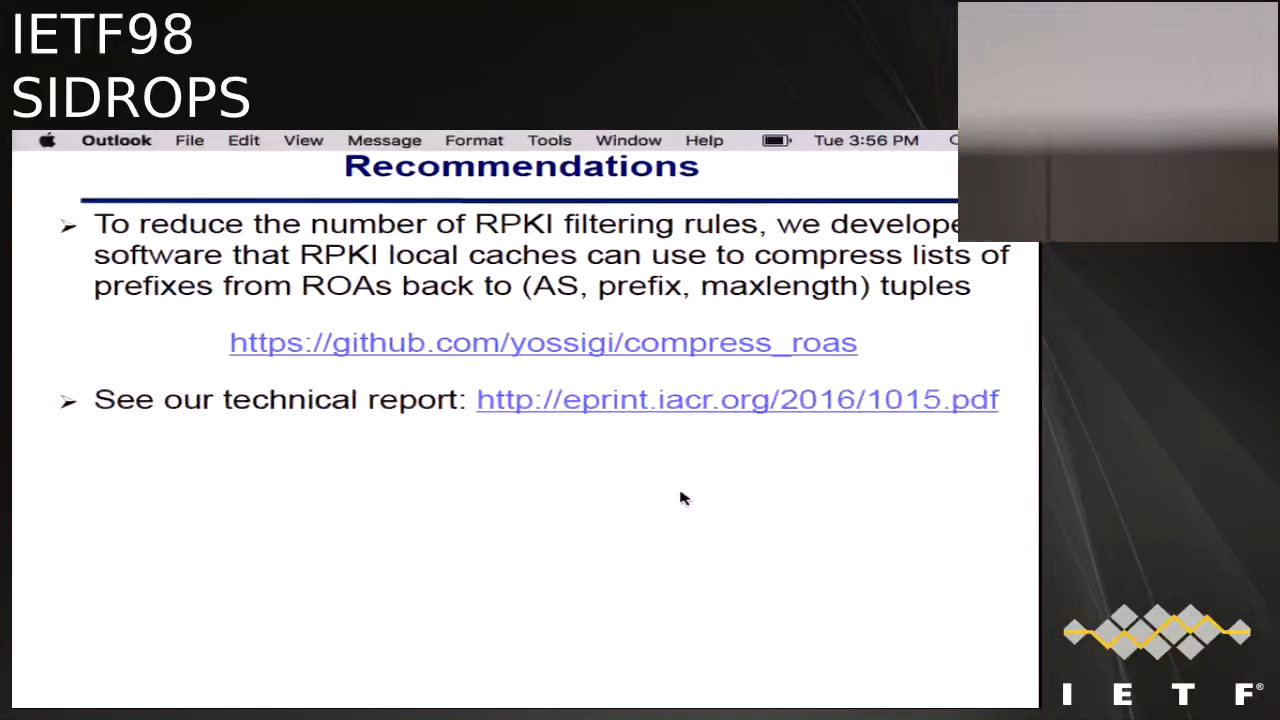 IETF98
SIDROPS
Outlook File Edit View Message Format Tools Window Help Tue 3:56 PM
Recommendations
➢ To reduce the number of RPKI filtering rules, we develope
software that RPKI local caches can use to compress lists of
prefixes from ROAs back to (AS, prefix, maxlength) tuples
https://github.com/yossigi/compress_roas
➢ See our technical report: http://eprint.iacr.org/2016/1015.pdf
I E T F®